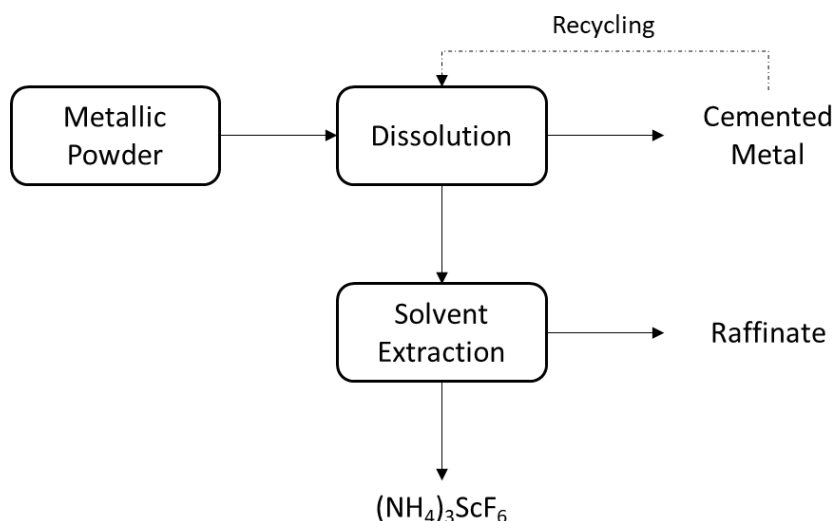 Recycling
Metallic
Powder
Dissolution
Cemented
Metal
Solvent
Extraction
Raffinate
(NH₄)₃ScF₆